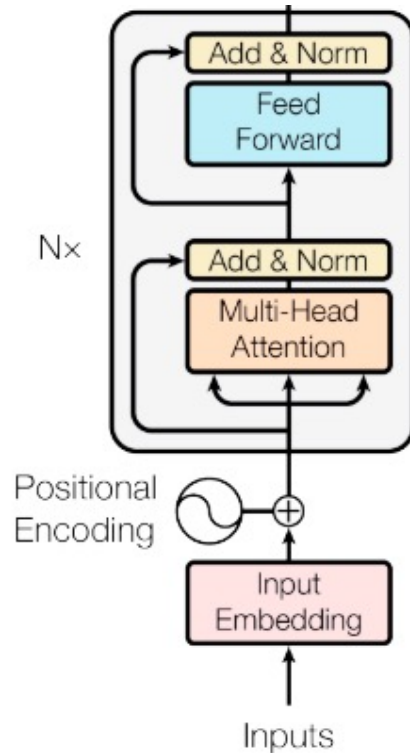 Add & Norm
Feed
Forward
Nx
Add & Norm
Multi-Head
Attention
Positional
Encoding
Input
Embedding
Inputs